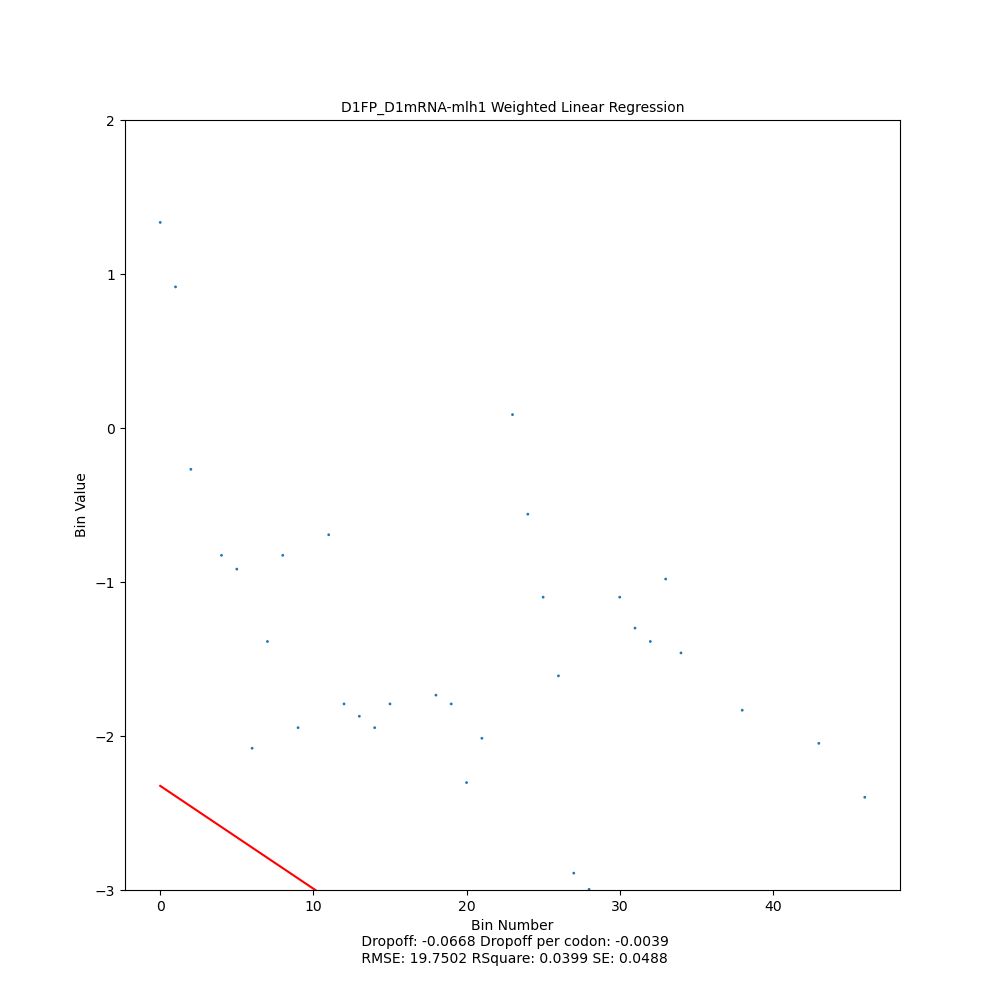 D1FP_D1mRNA-mlh1 Weighted Linear Regression
2
1
0
−1
−2
−3
Bin Value
0 10 20 30 40
Bin Number
Dropoff: -0.0668 Dropoff per codon: -0.0039
RMSE: 19.7502 RSquare: 0.0399 SE: 0.0488